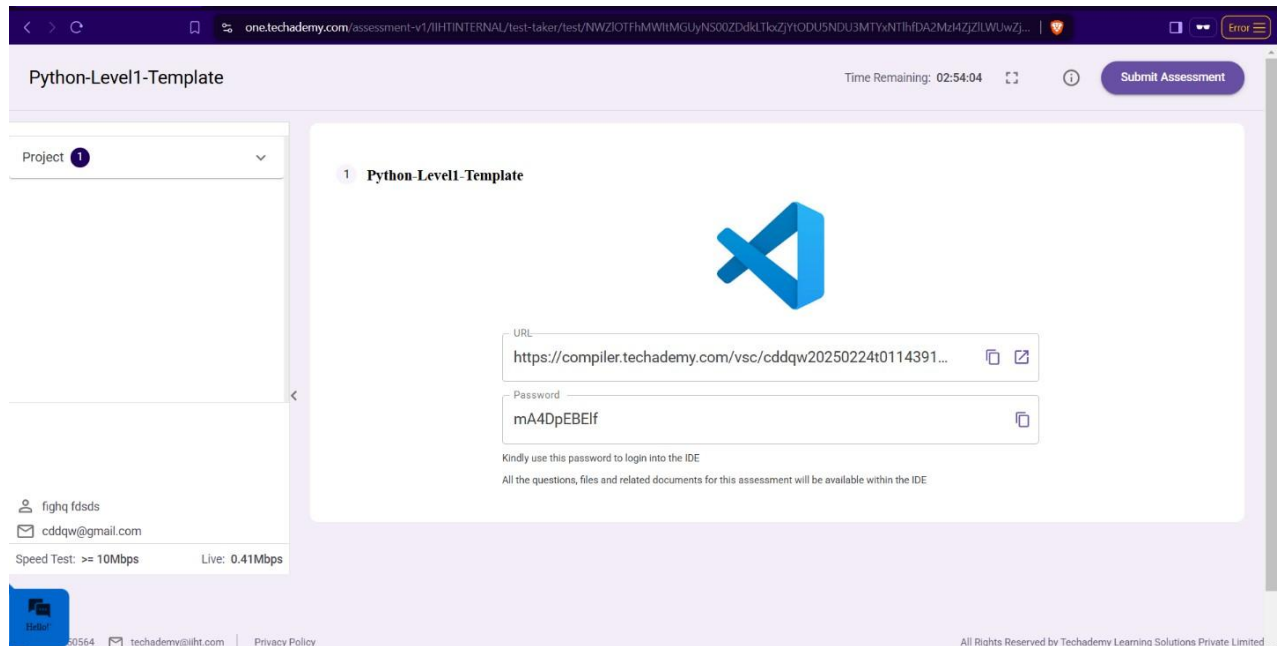 one.techademy.com/assessment-v1/IIHTINTERNAL/test-taker/test/
Error
Python-Level1-Template
Time Remaining: 02:54:04
Submit Assessment
Project 1
1 Python-Level1-Template
URL
https://compiler.techademy.com/vsc/cddqw20250224t0114391...
Password
mA4DpEBElf
Kindly use this password to login into the IDE
All the questions, files and related documents for this assessment will be available within the IDE
fighq fdsds
cddqw@gmail.com
Speed Test: >= 10Mbps Live: 0.41Mbps
Hello!
50564 techademy@iiht.com | Privacy Policy
All Rights Reserved by Techademy Learning Solutions Private Limited